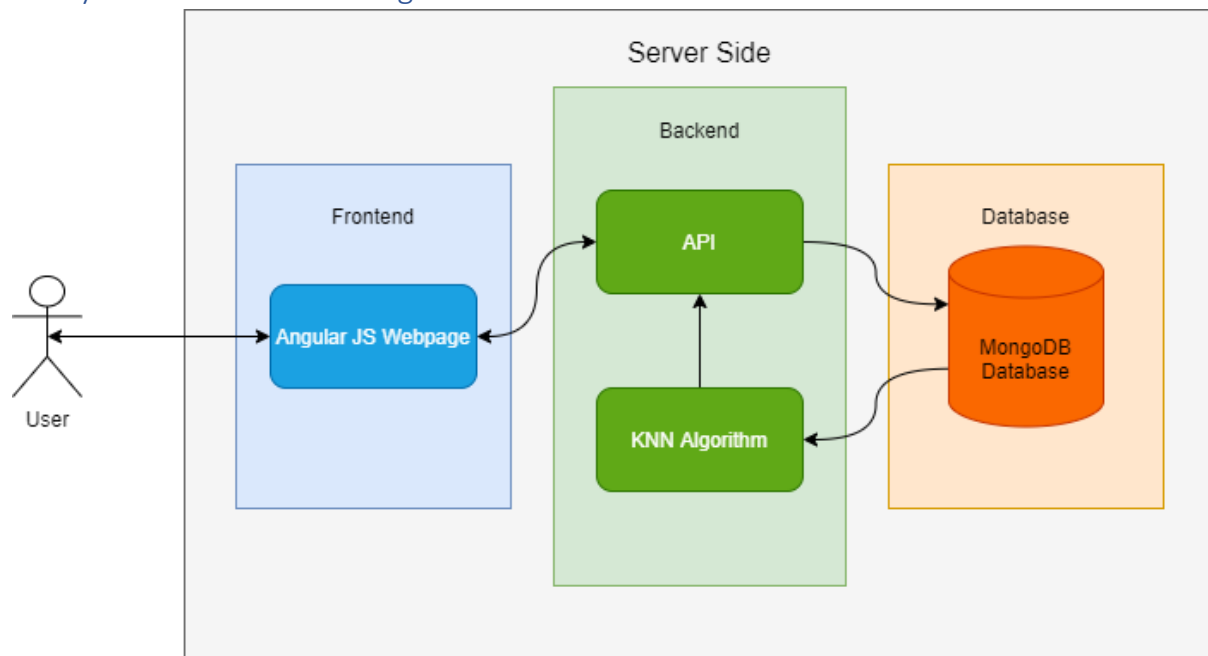 Server Side
Backend
Frontend
Database
API
Angular JS Webpage
MongoDB
Database
User
KNN Algorithm